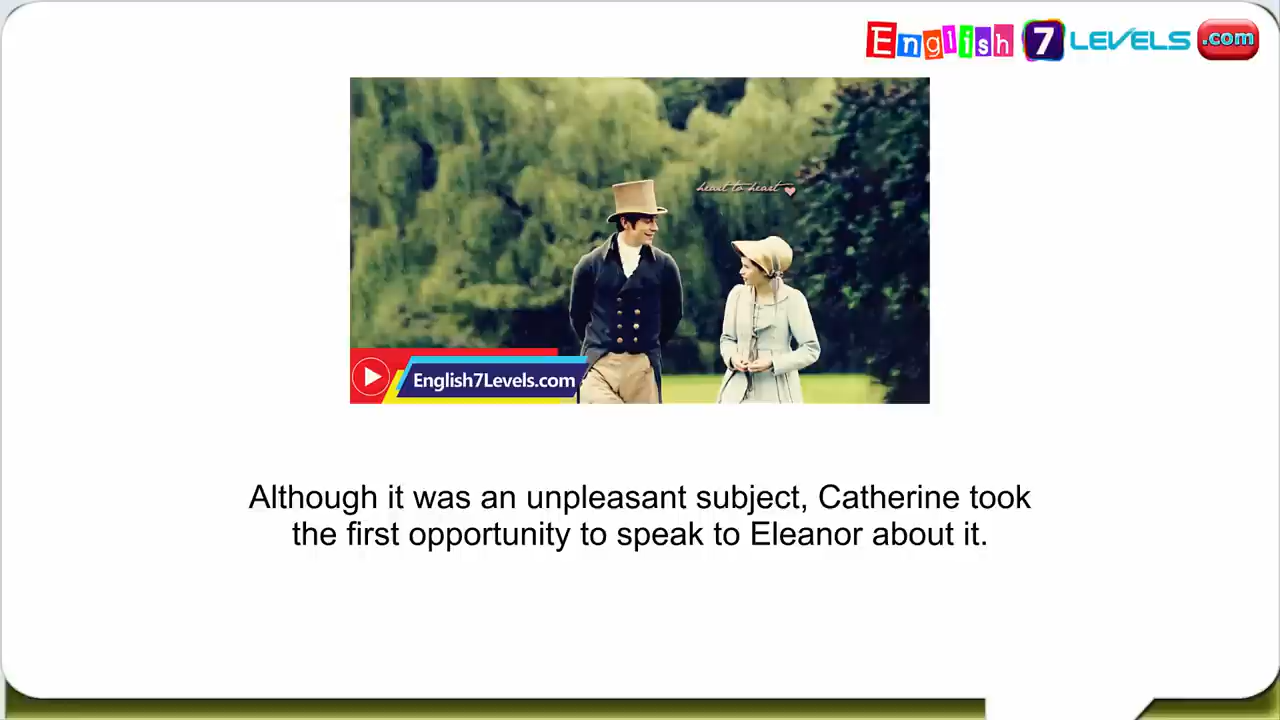 English 7 LEVELS .com
heart to heart
English7Levels.com
Although it was an unpleasant subject, Catherine took
the first opportunity to speak to Eleanor about it.